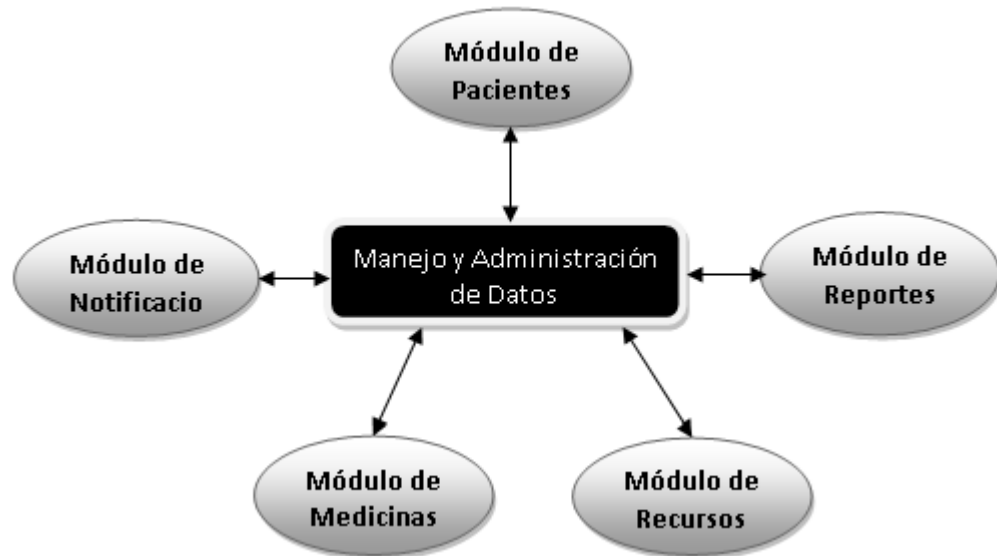 Módulo de
Pacientes
Manejo y Administración
de Datos
Módulo de
Notificacio
Módulo de
Reportes
Módulo de
Medicinas
Módulo de
Recursos